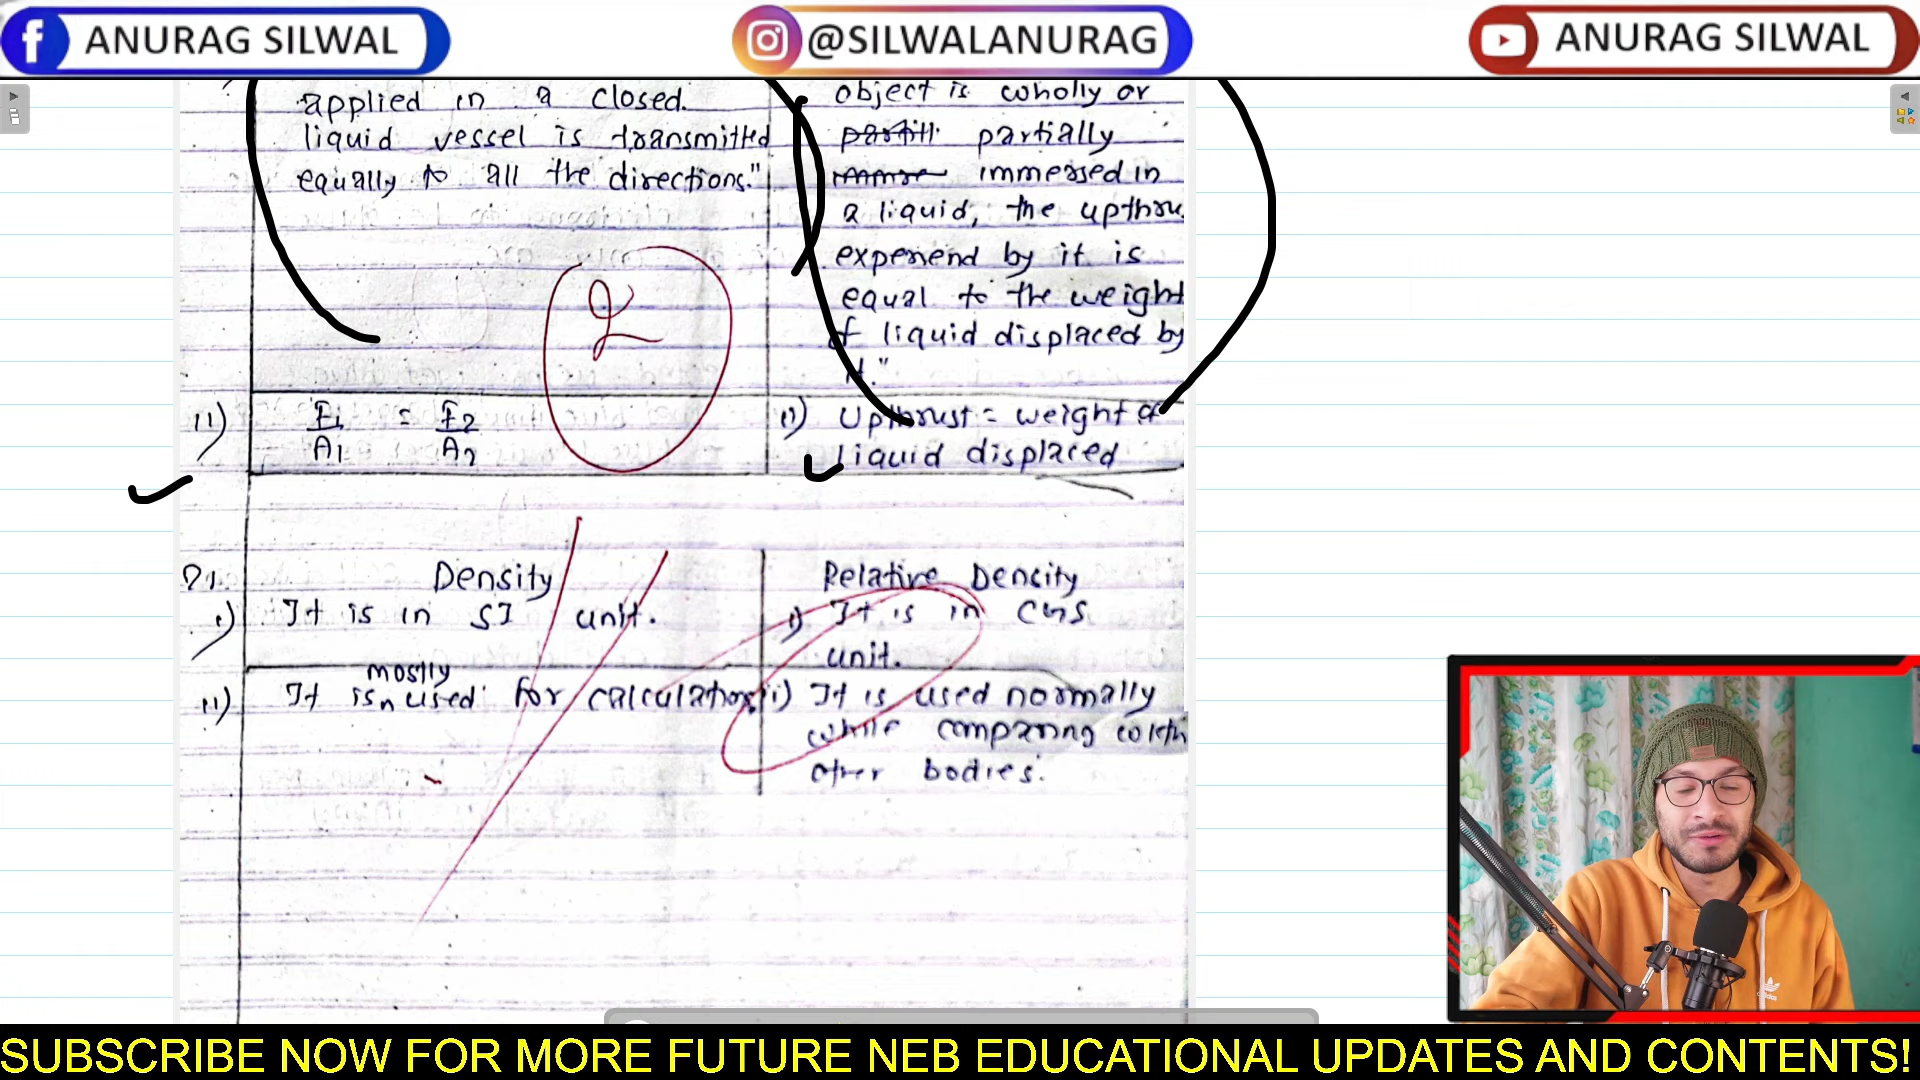 ANURAG SILWAL
@SILWALANURAG
ANURAG SILWAL
applied in a closed.
liquid vessel is transmitted
equally to all the directions."
object is wholly or
partially
immersed in
a liquid, the upthru
experiend by it is
equal to the weight
of liquid displaced by
it."
2
ii) F1/A1 = F2/A2
ii) Upthrust = weight of
liquid displaced
21.
Density
Relative Density
i) It is in SI unit.
i) It is in CGS
unit.
mostly
ii) It is used for calculations
ii) It is used normally
while comparing with
other bodies.
SUBSCRIBE NOW FOR MORE FUTURE NEB EDUCATIONAL UPDATES AND CONTENTS!